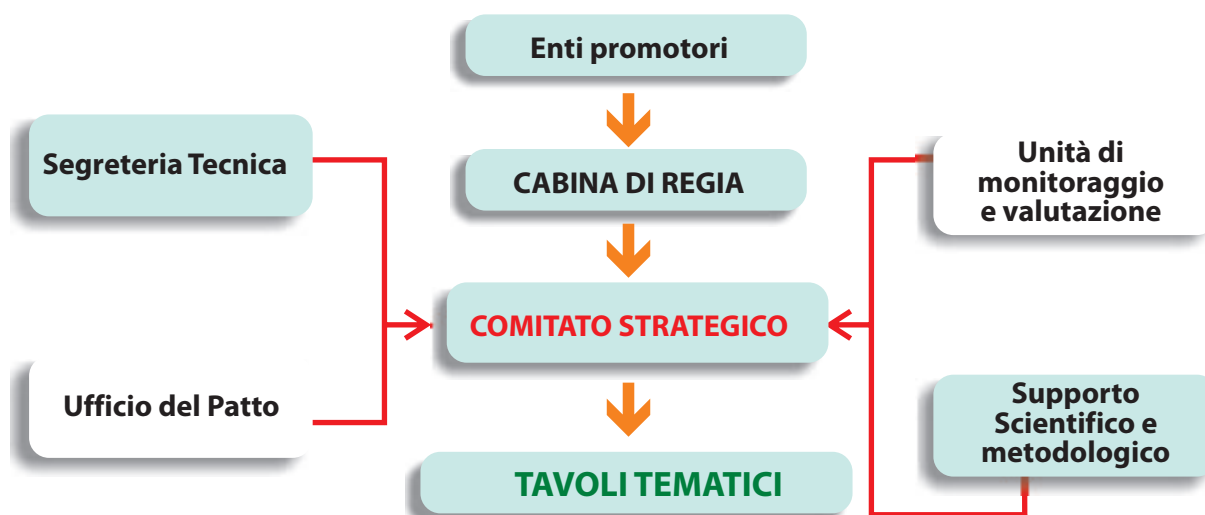 Enti promotori
Segreteria Tecnica
CABINA DI REGIA
Unità di
monitoraggio
e valutazione
COMITATO STRATEGICO
Ufficio del Patto
Supporto
Scientifico e
metodologico
TAVOLI TEMATICI